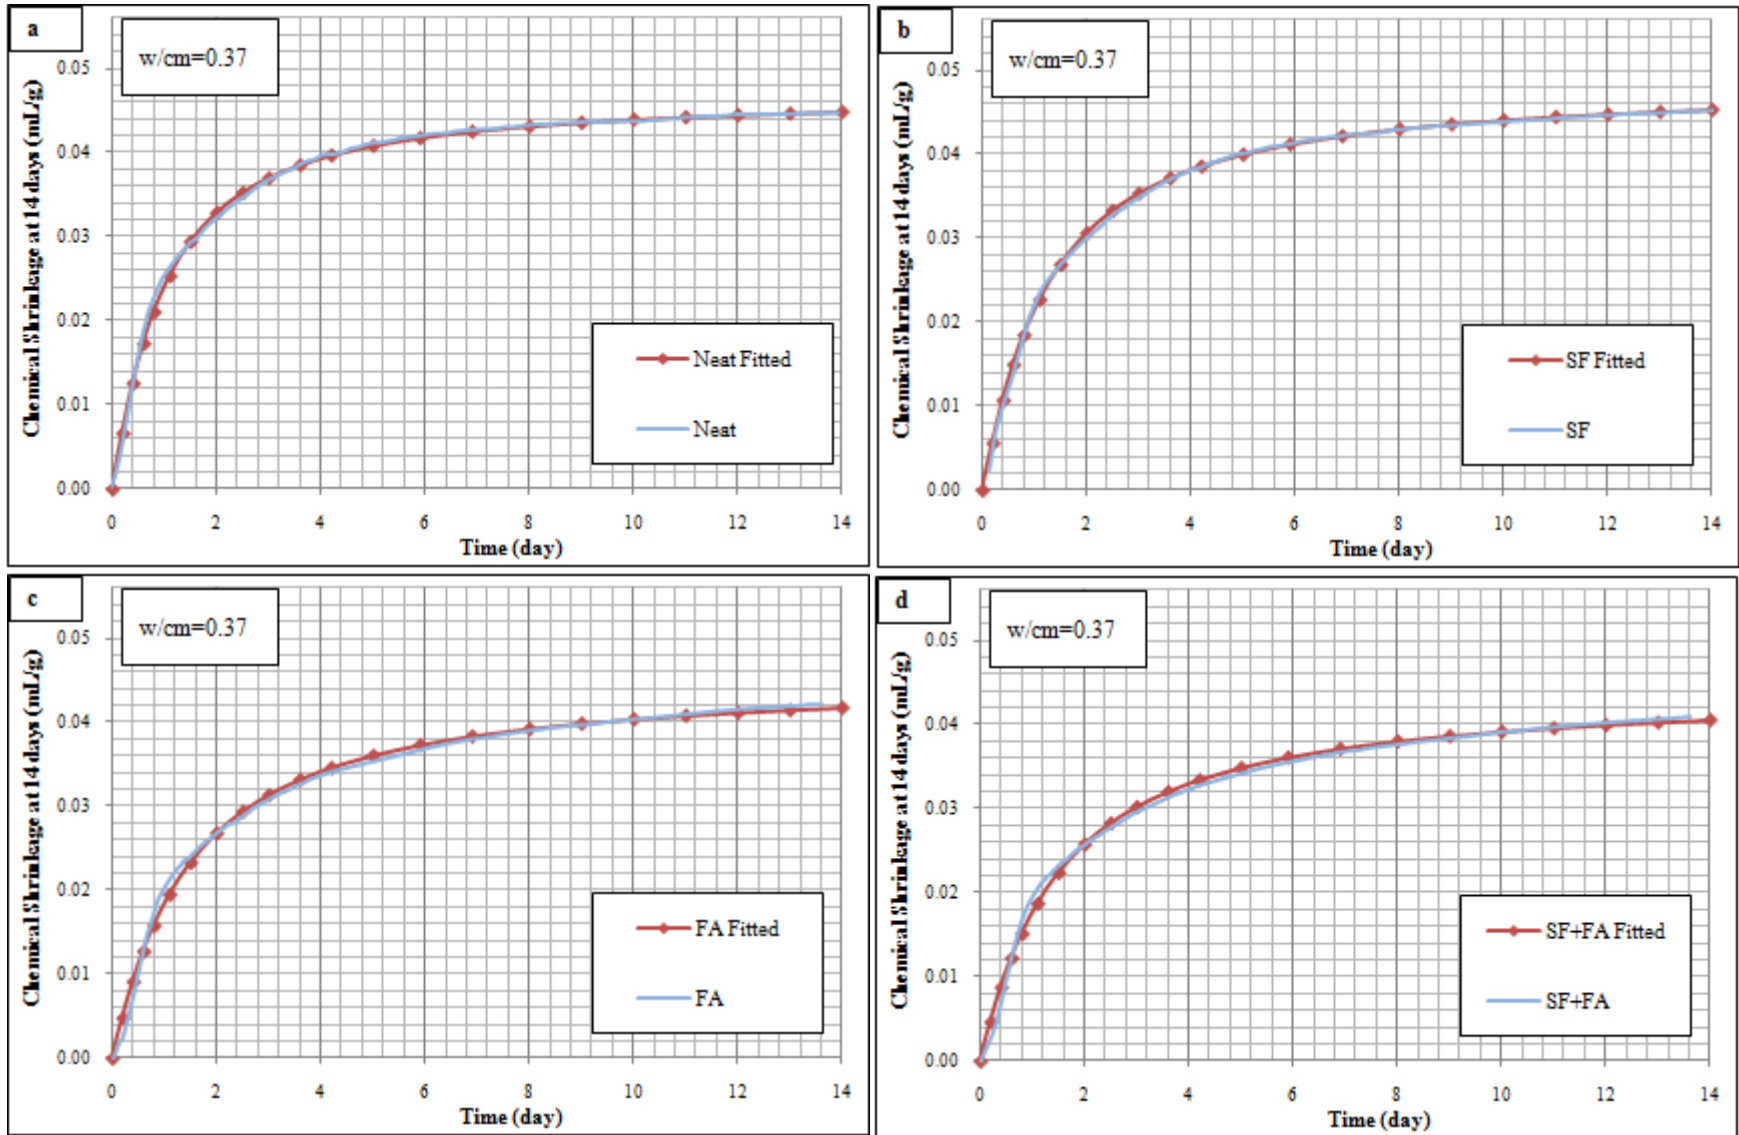 a
w/cm=0.37
Chemical Shrinkage at 14 days (mL/g)
0.05
0.04
0.03
0.02
0.01
0.00
Neat Fitted
Neat
0 2 4 6 8 10 12 14
Time (day)
b
w/cm=0.37
Chemical Shrinkage at 14 days (mL/g)
0.05
0.04
0.03
0.02
0.01
0.00
SF Fitted
SF
0 2 4 6 8 10 12 14
Time (day)
c
w/cm=0.37
Chemical Shrinkage at 14 days (mL/g)
0.05
0.04
0.03
0.02
0.01
0.00
FA Fitted
FA
0 2 4 6 8 10 12 14
Time (day)
d
w/cm=0.37
Chemical Shrinkage at 14 days (mL/g)
0.05
0.04
0.03
0.02
0.01
0.00
SF+FA Fitted
SF+FA
0 2 4 6 8 10 12 14
Time (day)